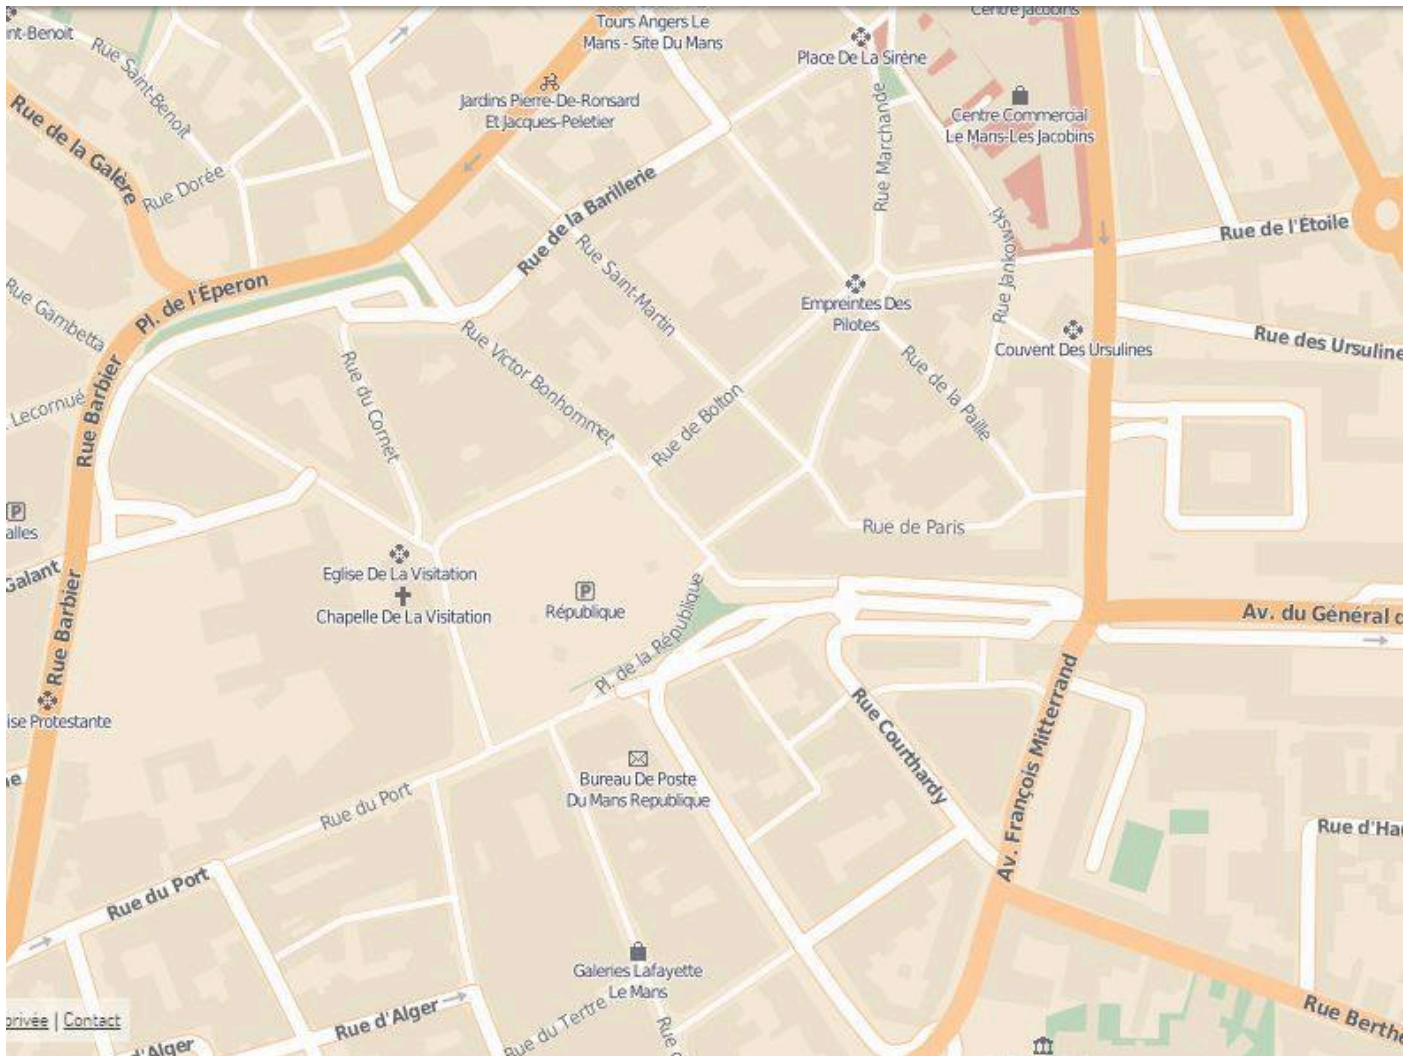 Tours Angers Le
Mans - Site Du Mans
Centre Jacobins
nt-Benoit
Rue Saint-Benoît
Place De La Sirène
Jardins Pierre-De-Ronsard
Et Jacques-Peletier
Centre Commercial
Le Mans-Les Jacobins
Rue de la Galère
Rue Dorée
Rue Marchande
Rue de la Barillerie
Rue Jankowski
Rue de l'Étoile
Pl. de l'Éperon
Rue Saint-Martin
Rue Gambetta
Empreintes Des
Pilotes
Couvent Des Ursulines
Rue des Ursuline
Rue Victor Bonhommet
Rue du Cornet
Rue de la Paille
Rue de Bolton
Lecornué
Rue Barbier
alles
Rue de Paris
Galant
Eglise De La Visitation
Chapelle De La Visitation
République
Pl. de la République
Rue Barbier
Av. du Général d
ise Protestante
Rue Courthardy
Av. François Mitterrand
Bureau De Poste
Du Mans Republique
Rue du Port
Rue d'Ha
Rue du Port
Galeries Lafayette
Le Mans
Rue d'Alger
Rue du Tertre
Rue
Rue Berthe
privée | Contact
d'Alger